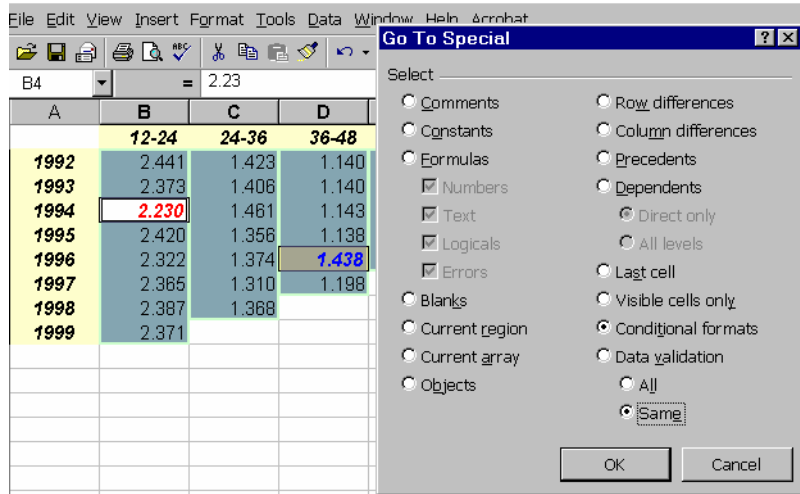 File Edit View Insert Format Tools Data Window Help Acrobat
ABC
B4 = 2.23
A B C D
12-24 24-36 36-48
1992 2.441 1.423 1.140
1993 2.373 1.406 1.140
1994 2.230 1.461 1.143
1995 2.420 1.356 1.138
1996 2.322 1.374 1.438
1997 2.365 1.310 1.198
1998 2.387 1.368
1999 2.371
Go To Special
Select
Comments
Constants
Formulas
Numbers
Text
Logicals
Errors
Blanks
Current region
Current array
Objects
Row differences
Column differences
Precedents
Dependents
Direct only
All levels
Last cell
Visible cells only
Conditional formats
Data validation
All
Same
OK Cancel